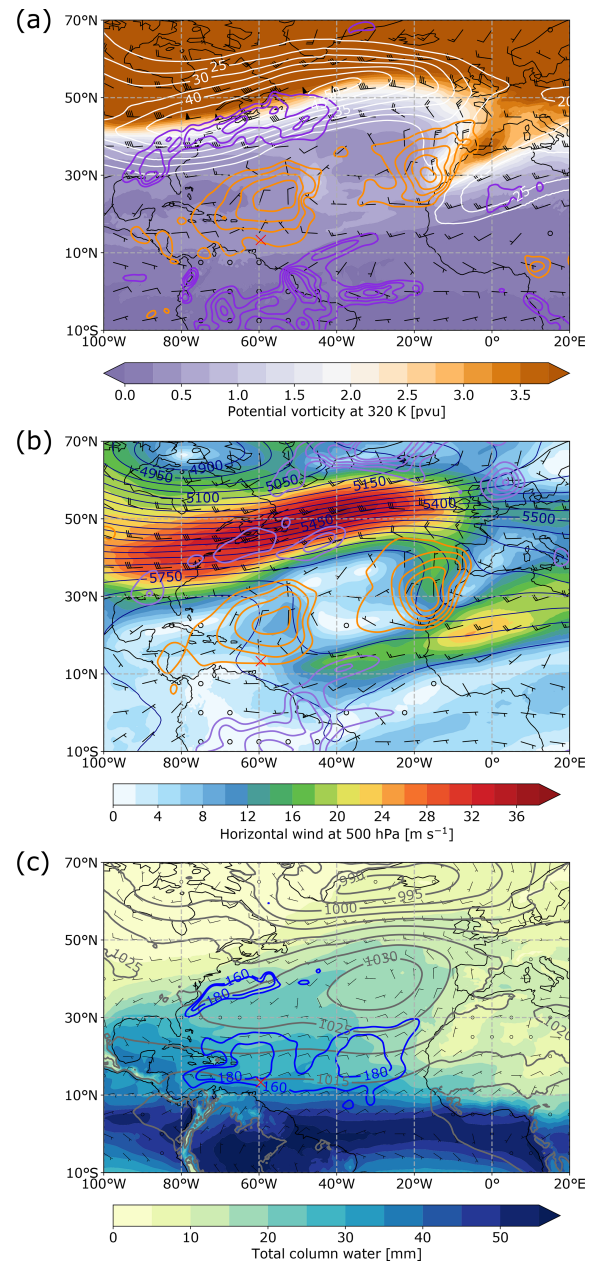 (a)
70°N
50°N
30°N
10°N
10°S
25
30
40
25
20
100°W 80°W 60°W 40°W 20°W 0° 20°E
0.0 0.5 1.0 1.5 2.0 2.5 3.0 3.5
Potential vorticity at 320 K [pvu]
(b)
70°N
50°N
30°N
10°N
10°S
4950 4900
5050
5100
5150
5400
5450
5500
5750
100°W 80°W 60°W 40°W 20°W 0° 20°E
0 4 8 12 16 20 24 28 32 36
Horizontal wind at 500 hPa [m s⁻¹]
(c)
70°N
50°N
30°N
10°N
10°S
990
995
1000
1025
160
180
1030
1025
1020
1015
180 160 180
100°W 80°W 60°W 40°W 20°W 0° 20°E
0 10 20 30 40 50
Total column water [mm]